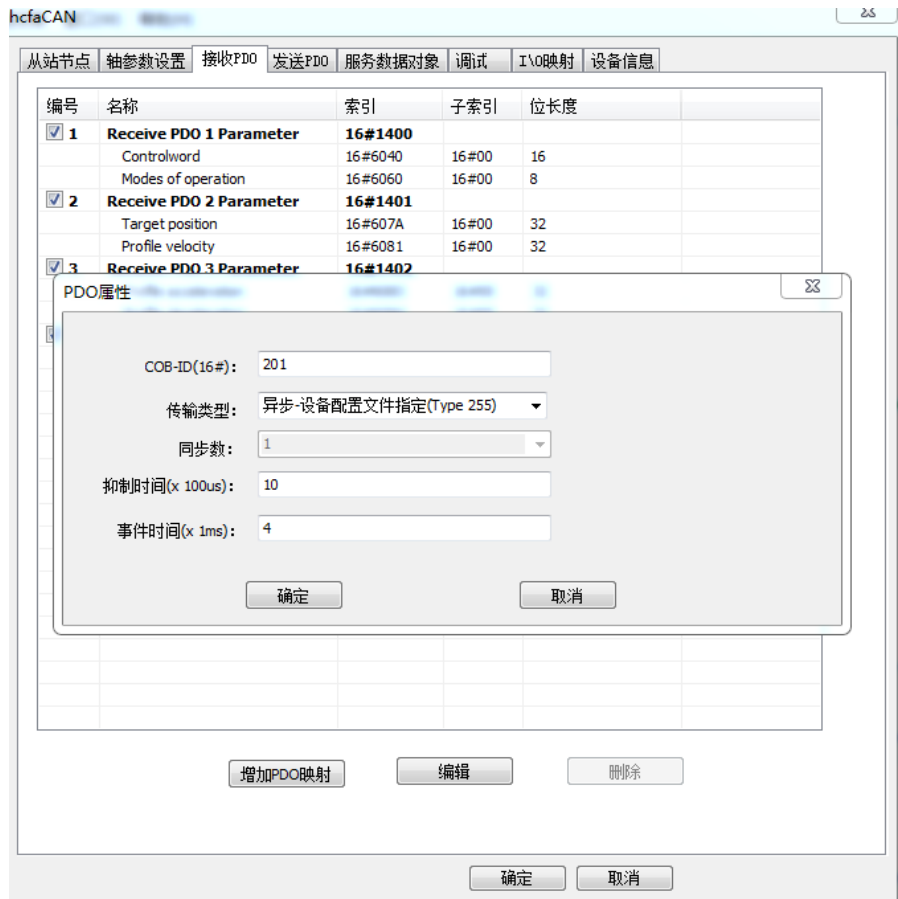 hcfaCAN
从站节点 轴参数设置 接收PDO 发送PDO 服务数据对象 调试 I\O映射 设备信息
编号 名称 索引 子索引 位长度
1 Receive PDO 1 Parameter 16#1400
Controlword 16#6040 16#00 16
Modes of operation 16#6060 16#00 8
2 Receive PDO 2 Parameter 16#1401
Target position 16#607A 16#00 32
Profile velocity 16#6081 16#00 32
3 Receive PDO 3 Parameter 16#1402
PDO属性
COB-ID(16#): 201
传输类型: 异步-设备配置文件指定(Type 255)
同步数: 1
抑制时间(x 100us): 10
事件时间(x 1ms): 4
确定 取消
增加PDO映射 编辑 删除
确定 取消